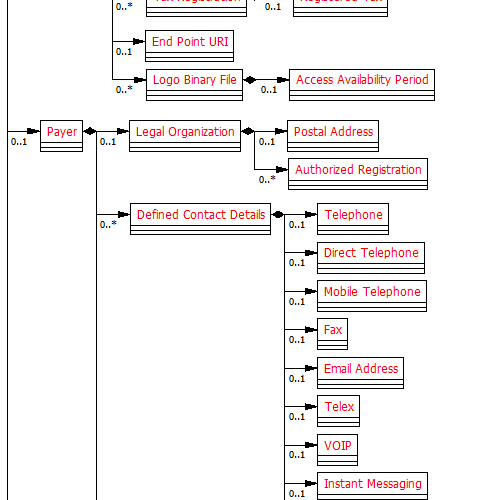 0..*
0..1
Registered Tax
End Point URI
0..1
Logo Binary File
Access Availability Period
0..*
0..1
Payer
Legal Organization
Postal Address
0..1
0..1
0..1
Authorized Registration
0..*
Defined Contact Details
Telephone
0..*
0..1
Direct Telephone
0..1
Mobile Telephone
0..1
Fax
0..1
Email Address
0..1
Telex
0..1
VOIP
0..1
Instant Messaging
0..1